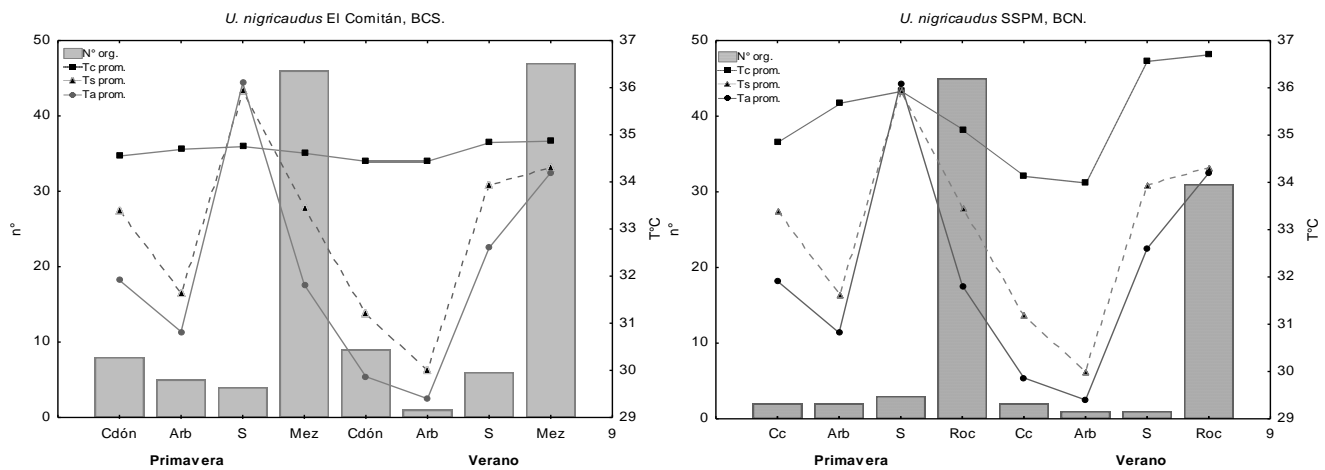 U. nigricaudus El Comitán, BCS.
50
40
30
20
10
0
n°
N° org.
Tc prom.
Ts prom.
Ta prom.
37
36
35
34
33
32
31
30
29
T°C
Cdón Arb S Mez Cdón Arb S Mez 9
Primavera Verano
U. nigricaudus SSPM, BCN.
50
40
30
20
10
0
n°
N° org.
Tc prom.
Ts prom.
Ta prom.
37
36
35
34
33
32
31
30
29
T°C
Cc Arb S Roc Cc Arb S Roc 9
Primavera Verano